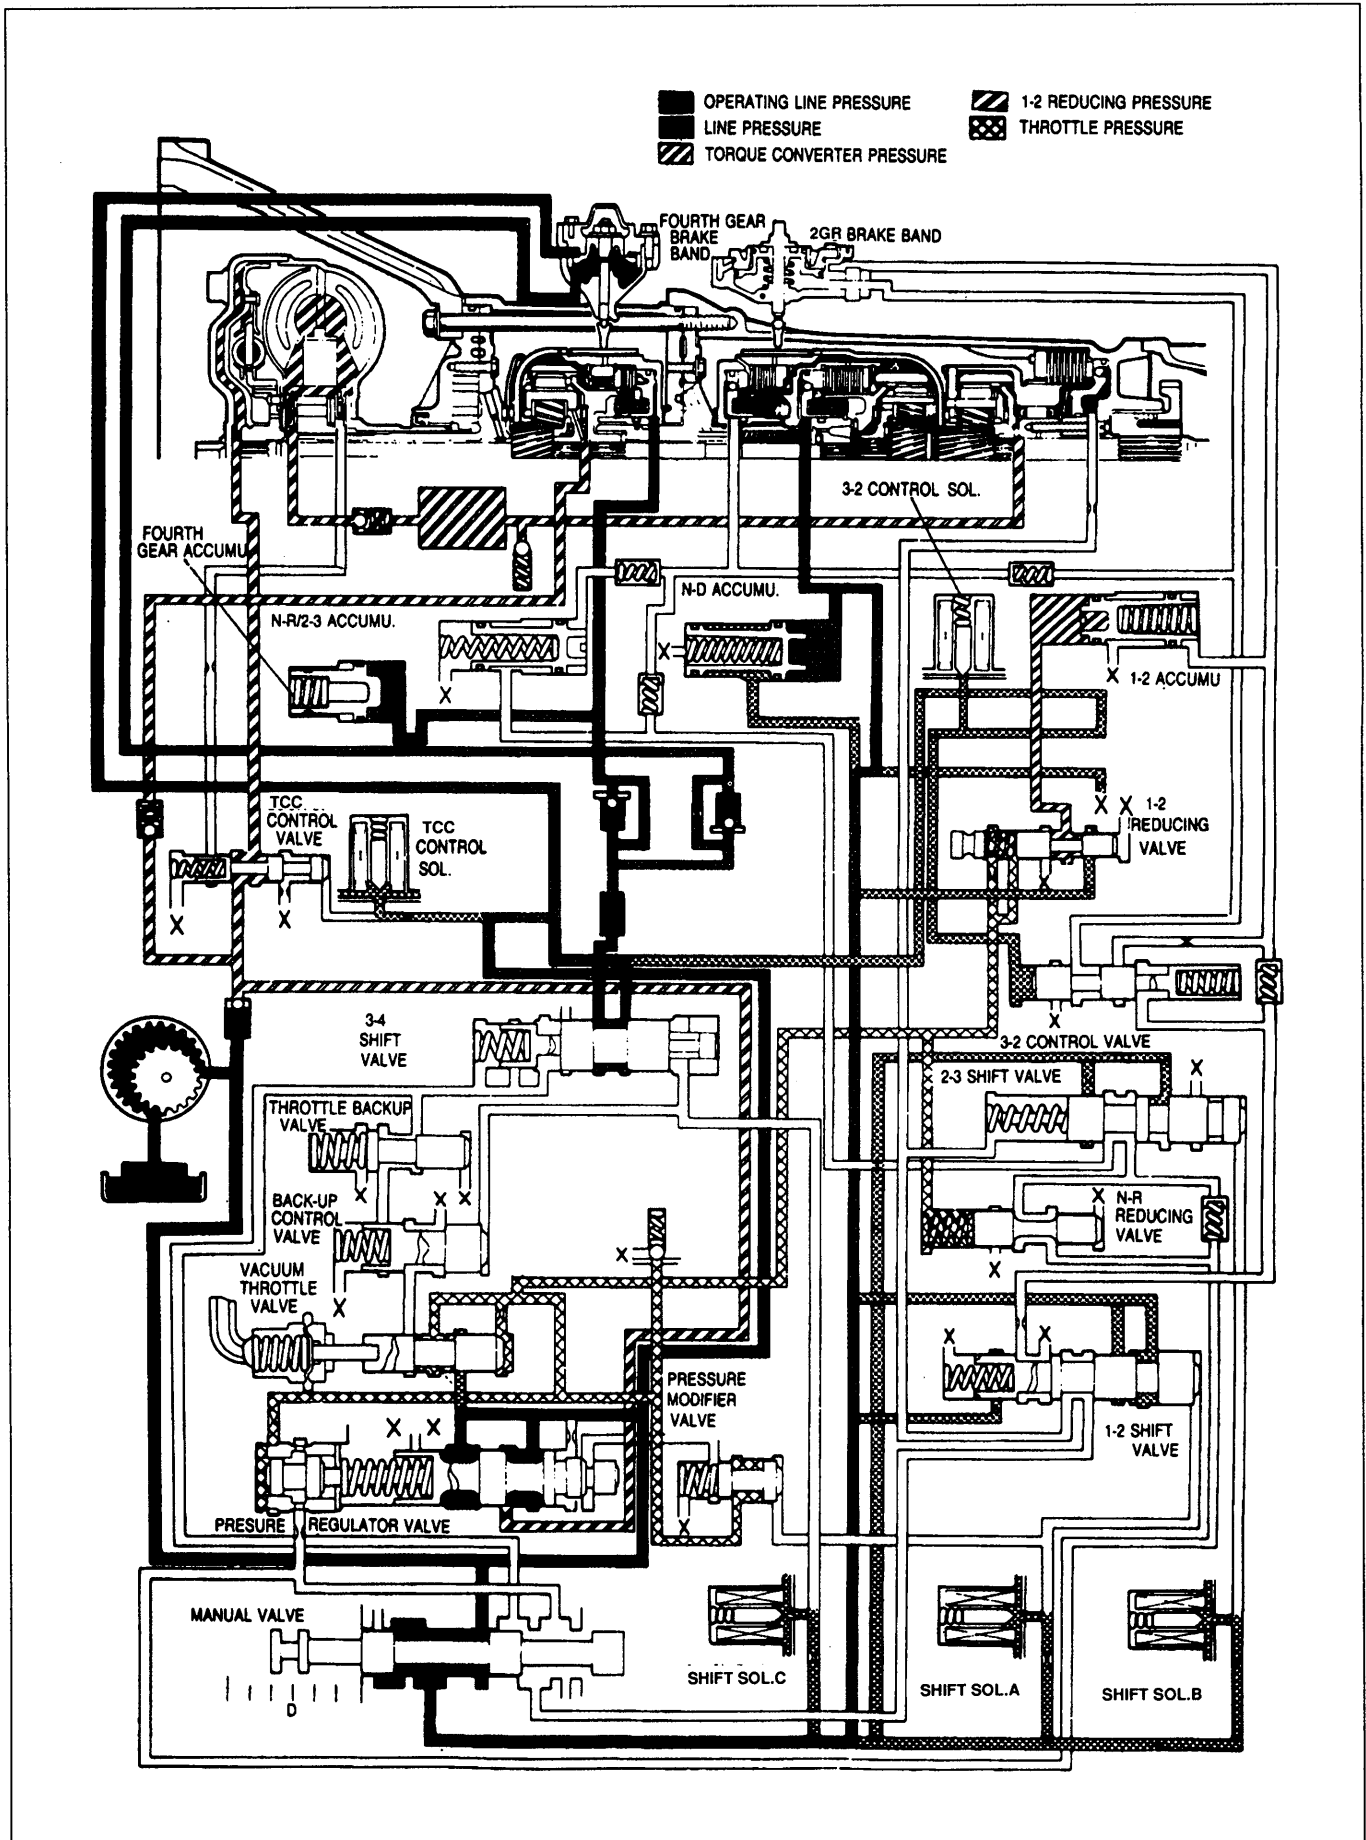 OPERATING LINE PRESSURE
LINE PRESSURE
TORQUE CONVERTER PRESSURE
1-2 REDUCING PRESSURE
THROTTLE PRESSURE
FOURTH GEAR
BRAKE
BAND
2GR BRAKE BAND
3-2 CONTROL SOL.
FOURTH
GEAR ACCUMU
N-R/2-3 ACCUMU.
N-D ACCUMU.
X
X
X
1-2 ACCUMU
TCC
CONTROL
VALVE
TCC
CONTROL
SOL.
X
X
X
X
1-2
REDUCING
VALVE
X
3-4
SHIFT
VALVE
X
3-2 CONTROL VALVE
2-3 SHIFT VALVE
X
THROTTLE BACKUP
VALVE
X
X
X
BACK-UP
CONTROL
VALVE
X
X
N-R
REDUCING
VALVE
X
X
VACUUM
THROTTLE
VALVE
X
X
PRESSURE
MODIFIER
VALVE
X
X
X
1-2 SHIFT
VALVE
PRESURE
REGULATOR VALVE
MANUAL VALVE
D
SHIFT SOL.C
SHIFT SOL.A
SHIFT SOL.B